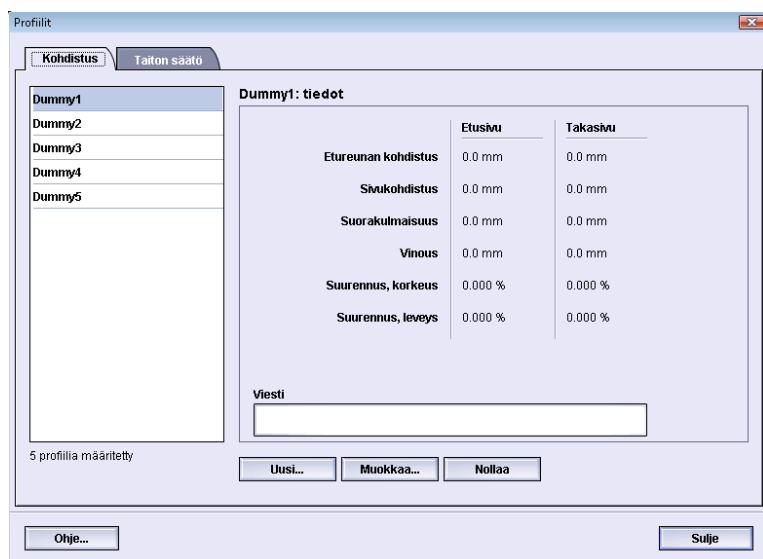 Profiilit
Kohdistus Taiton säätö
Dummy1
Dummy2
Dummy3
Dummy4
Dummy5
5 profiilia määritetty
Dummy1: tiedot
Etusivu Takasivu
Etureunan kohdistus 0.0 mm 0.0 mm
Sivukohdistus 0.0 mm 0.0 mm
Suorakulmaisuus 0.0 mm 0.0 mm
Vinous 0.0 mm 0.0 mm
Suurennus, korkeus 0.000 % 0.000 %
Suurennus, leveys 0.000 % 0.000 %
Viesti
Uusi... Muokkaa... Nollaa
Ohje... Sulje